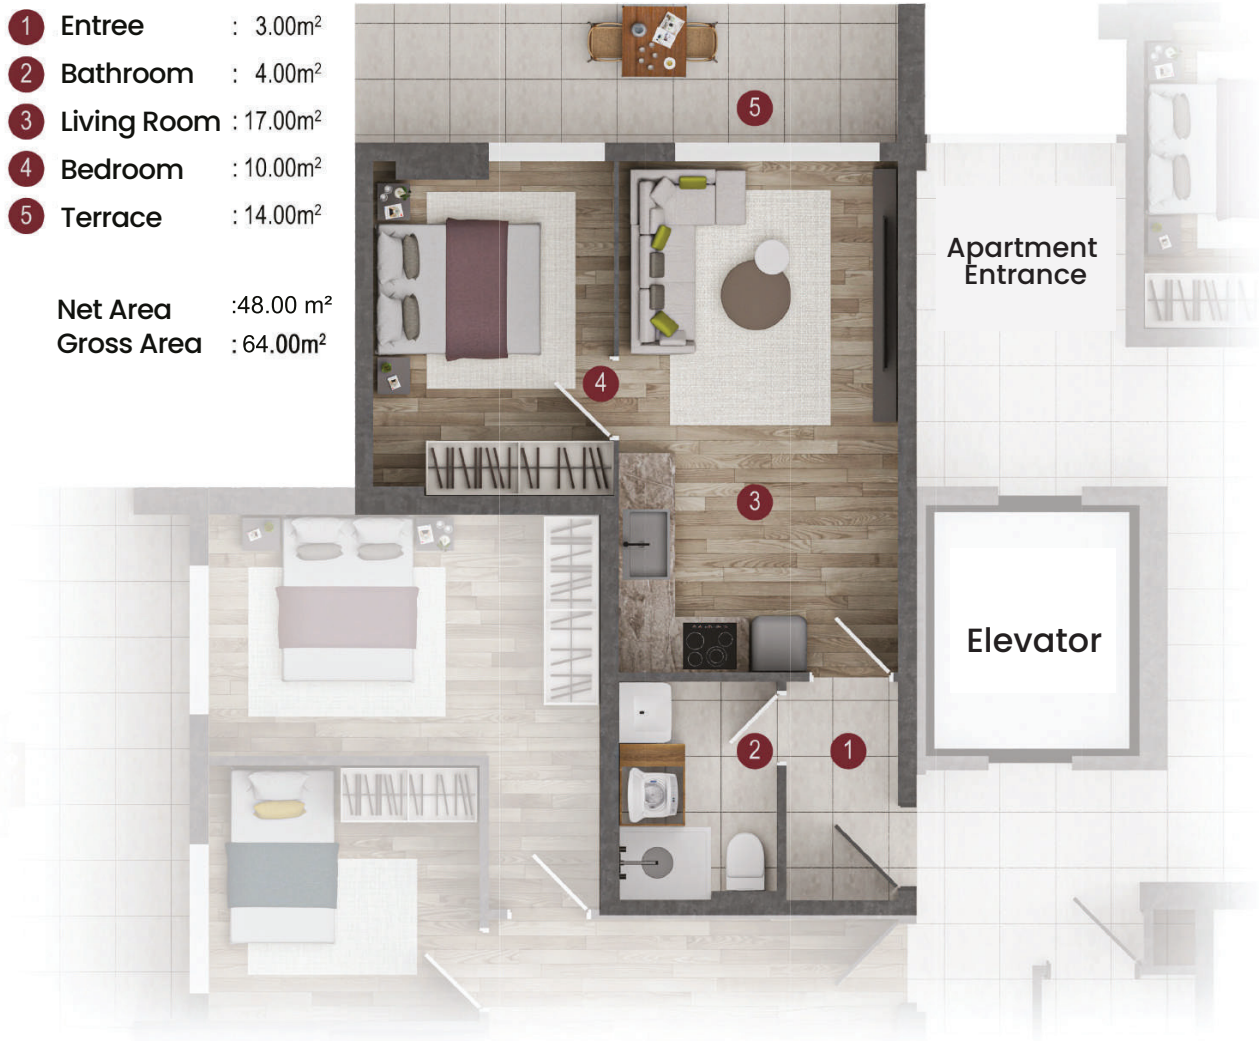 1 Entree : 3.00m²
2 Bathroom : 4.00m²
3 Living Room : 17.00m²
4 Bedroom : 10.00m²
5 Terrace : 14.00m²
Net Area :48.00 m²
Gross Area : 64.00m²
5
Apartment
Entrance
4
3
Elevator
2
1